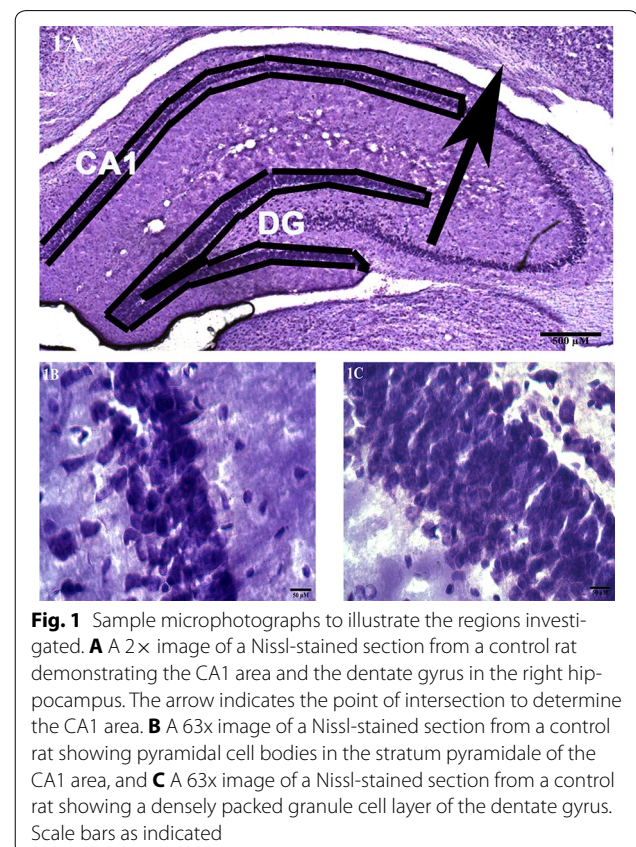 1A
CA1
DG
500 µM
1B
50 µM
1C
50 µM
Fig. 1 Sample microphotographs to illustrate the regions investi-
gated. A A 2× image of a Nissl-stained section from a control rat
demonstrating the CA1 area and the dentate gyrus in the right hip-
pocampus. The arrow indicates the point of intersection to determine
the CA1 area. B A 63x image of a Nissl-stained section from a control
rat showing pyramidal cell bodies in the stratum pyramidale of the
CA1 area, and C A 63x image of a Nissl-stained section from a control
rat showing a densely packed granule cell layer of the dentate gyrus.
Scale bars as indicated